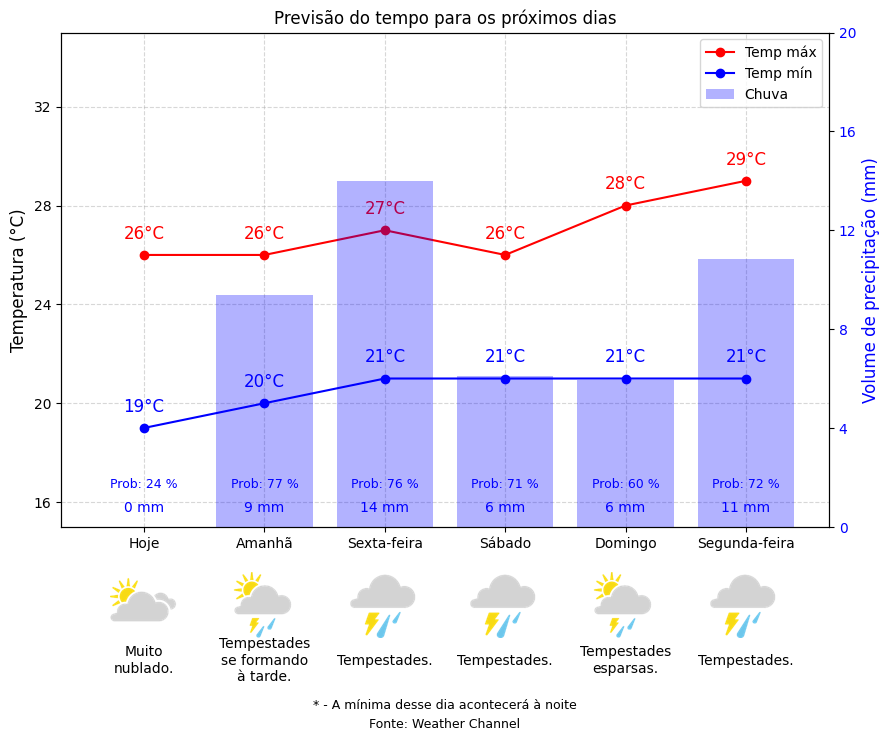 Previsão do tempo para os próximos dias
Temp máx
Temp mín
Chuva
Temperatura (°C)
Volume de precipitação (mm)
32
28
24
20
16
20
16
12
8
4
0
26°C
26°C
27°C
26°C
28°C
29°C
19°C
20°C
21°C
21°C
21°C
21°C
Prob: 24 %
Prob: 77 %
Prob: 76 %
Prob: 71 %
Prob: 60 %
Prob: 72 %
0 mm
9 mm
14 mm
6 mm
6 mm
11 mm
Hoje
Amanhã
Sexta-feira
Sábado
Domingo
Segunda-feira
Muito
nublado.
Tempestades
se formando
à tarde.
Tempestades.
Tempestades.
Tempestades
esparsas.
Tempestades.
* - A mínima desse dia acontecerá à noite
Fonte: Weather Channel